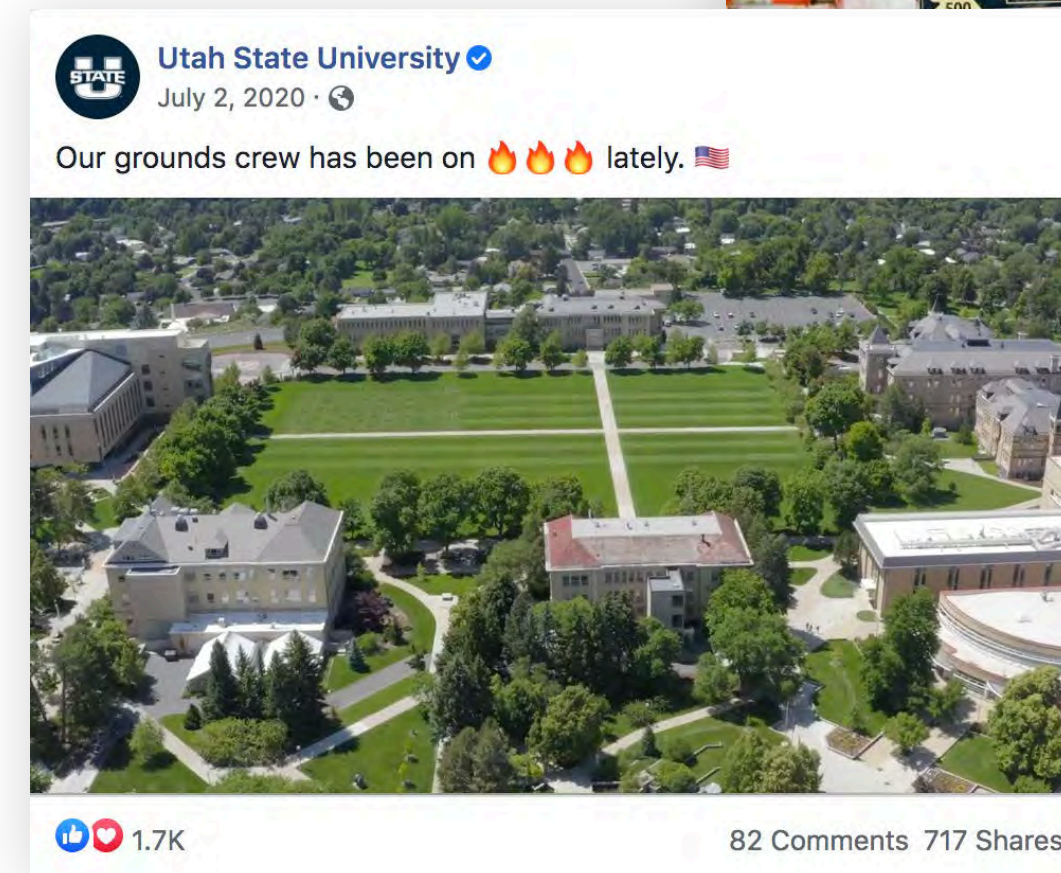 500
STATE
Utah State University
July 2, 2020 ·
Our grounds crew has been on 🔥🔥🔥 lately. 🇺🇸
1.7K
82 Comments 717 Shares